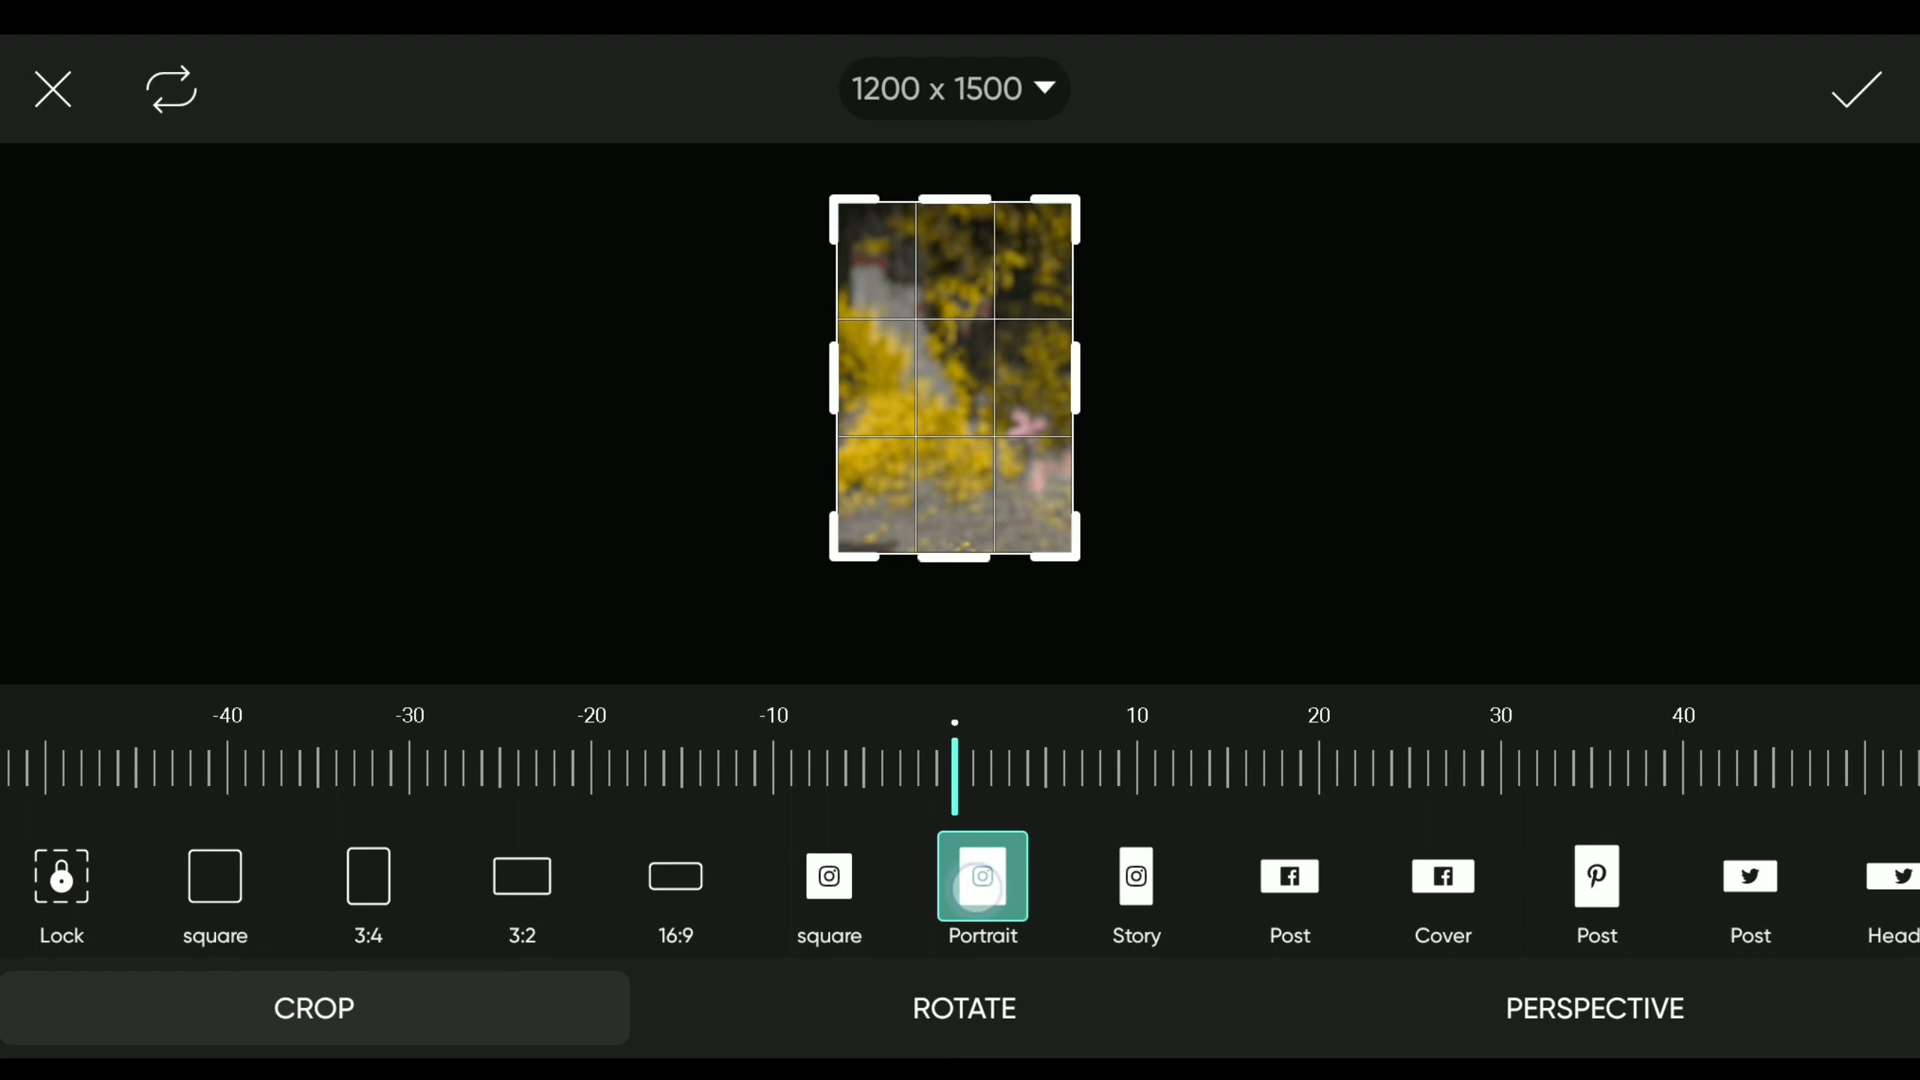 1200 x 1500
-40 -30 -20 -10 10 20 30 40
Lock square 3:4 3:2 16:9 square Portrait Story Post Cover Post Post Head
CROP ROTATE PERSPECTIVE